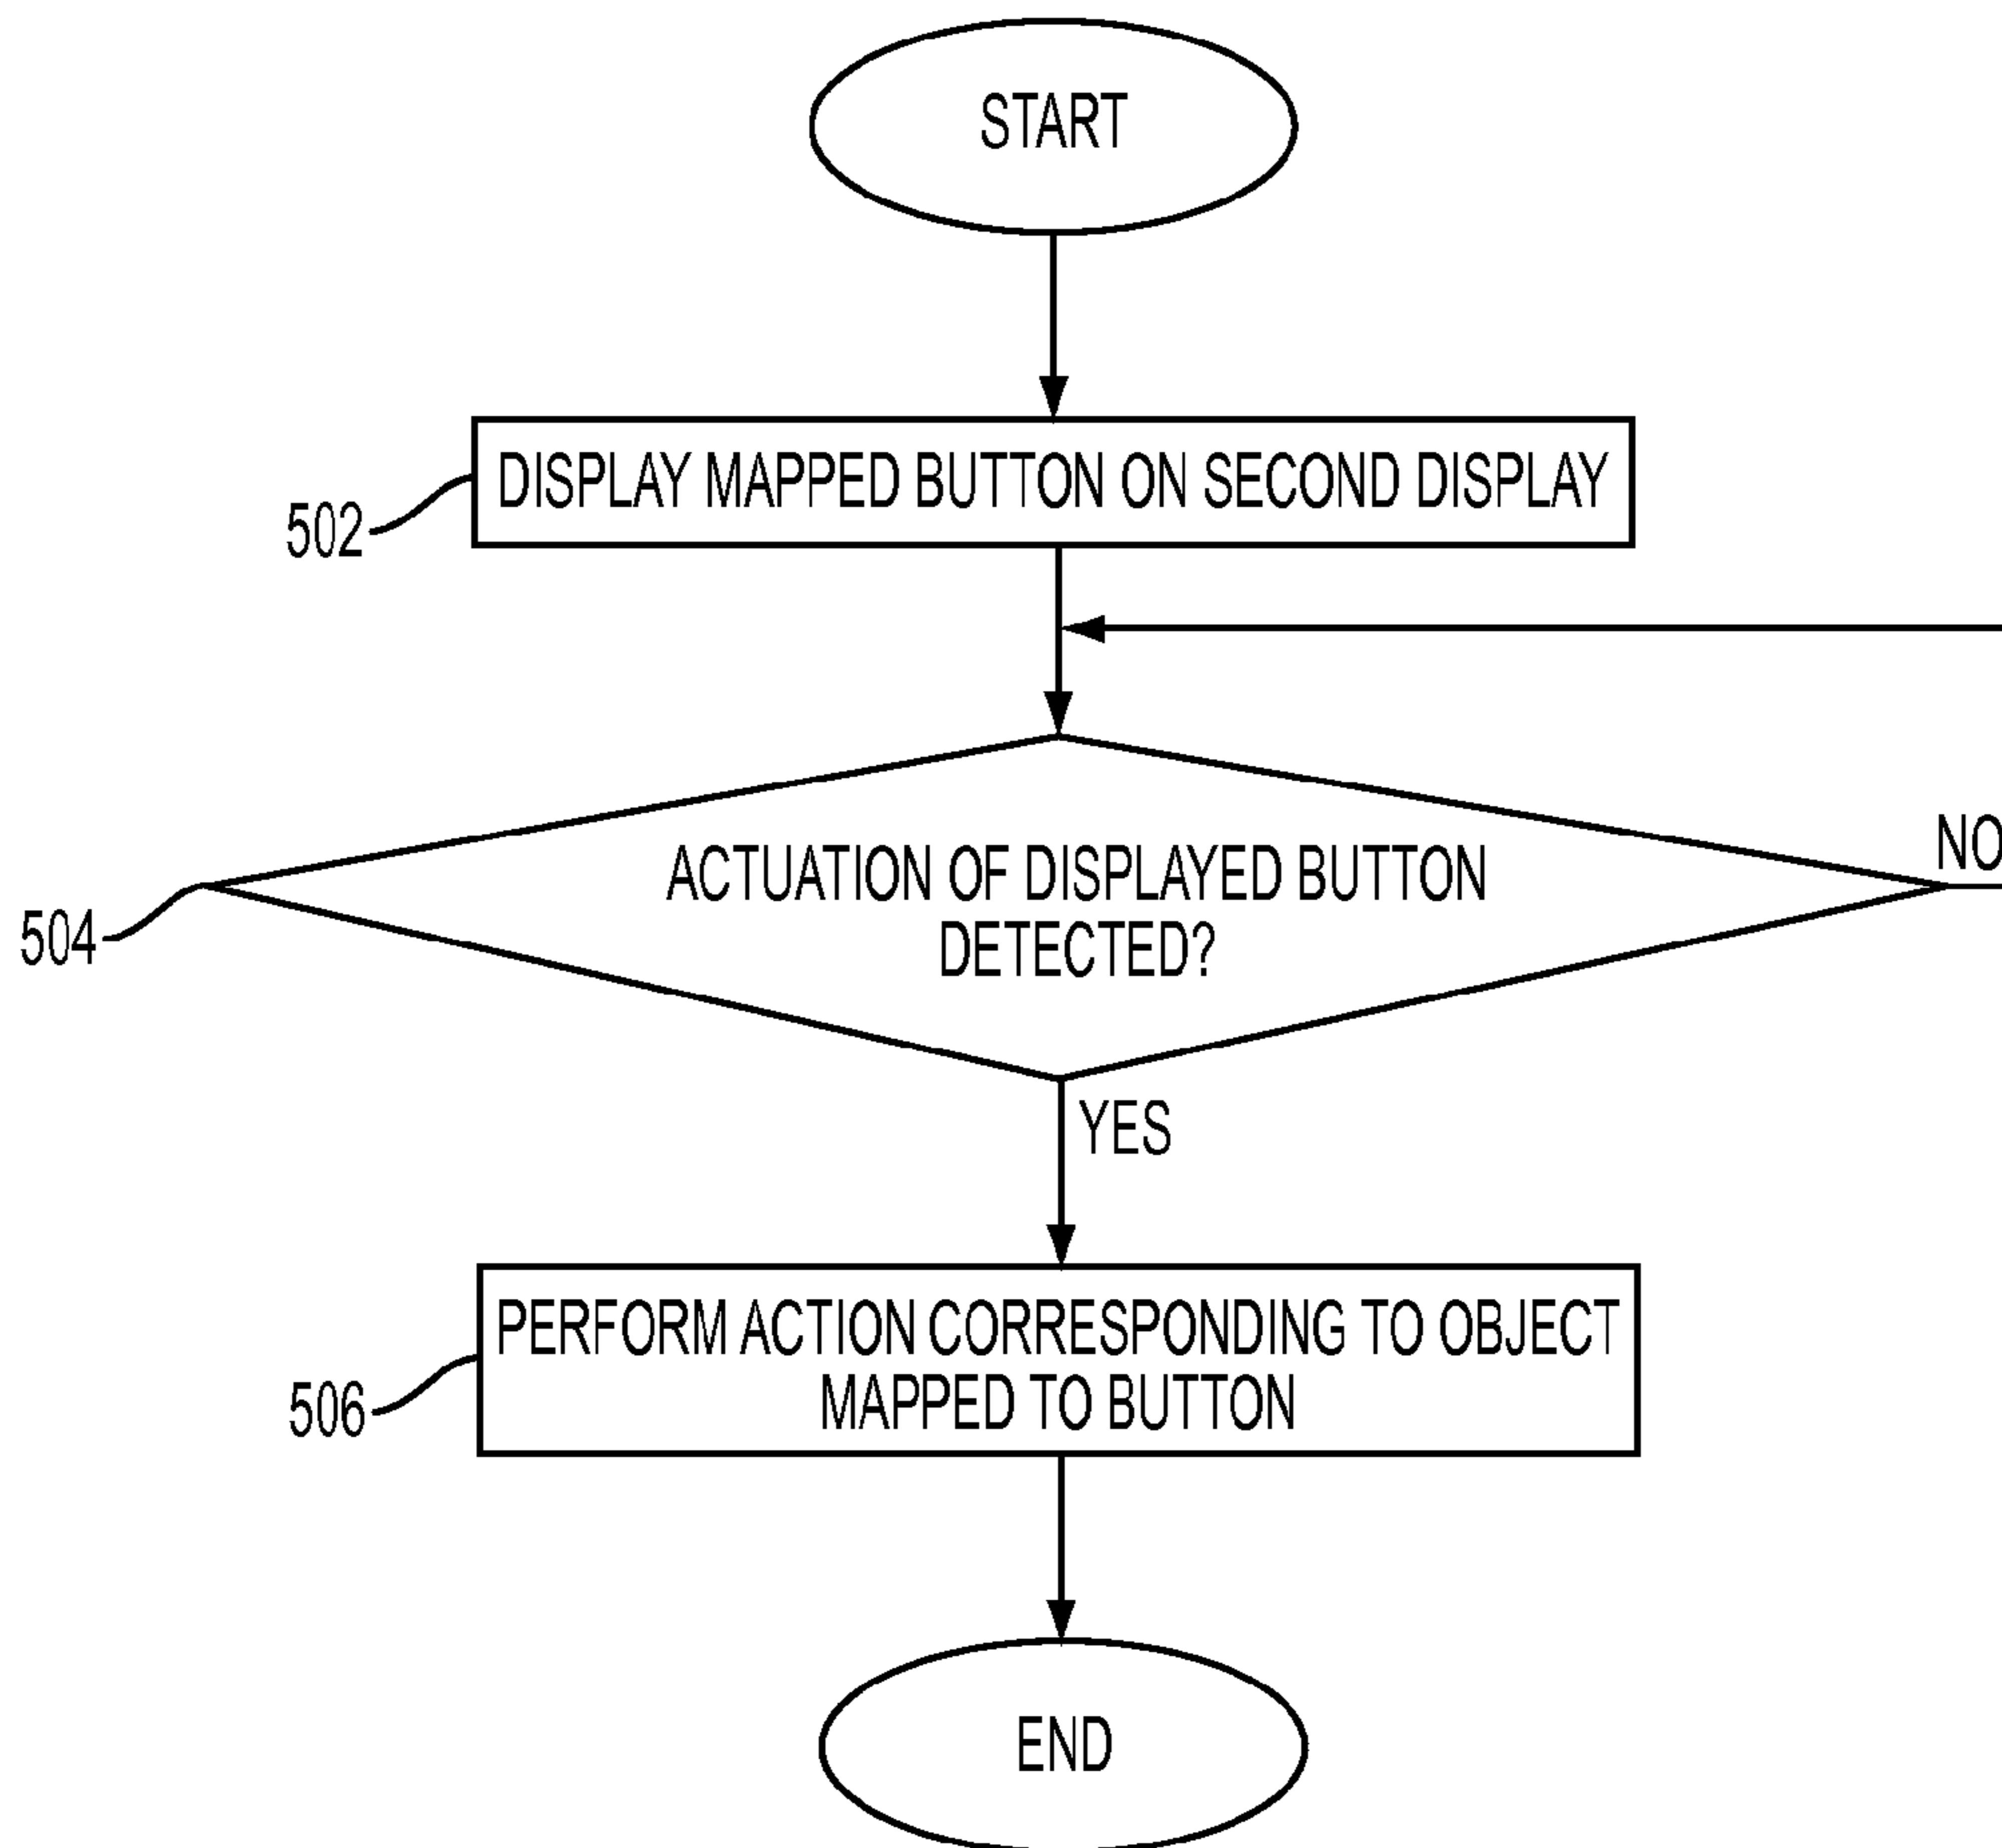 START
DISPLAY MAPPED BUTTON ON SECOND DISPLAY
502
ACTUATION OF DISPLAYED BUTTON
DETECTED?
NO
504
YES
PERFORM ACTION CORRESPONDING TO OBJECT
MAPPED TO BUTTON
506
END